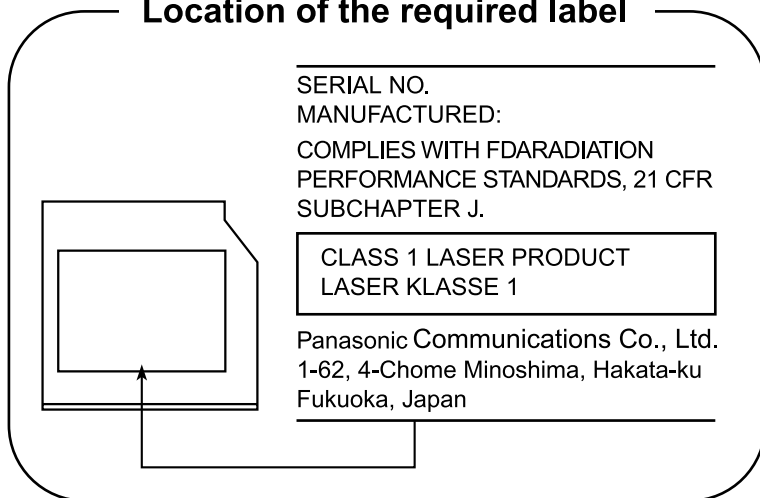 Location of the required label
SERIAL NO.
MANUFACTURED:
COMPLIES WITH FDARADIATION
PERFORMANCE STANDARDS, 21 CFR
SUBCHAPTER J.
CLASS 1 LASER PRODUCT
LASER KLASSE 1
Panasonic Communications Co., Ltd.
1-62, 4-Chome Minoshima, Hakata-ku
Fukuoka, Japan